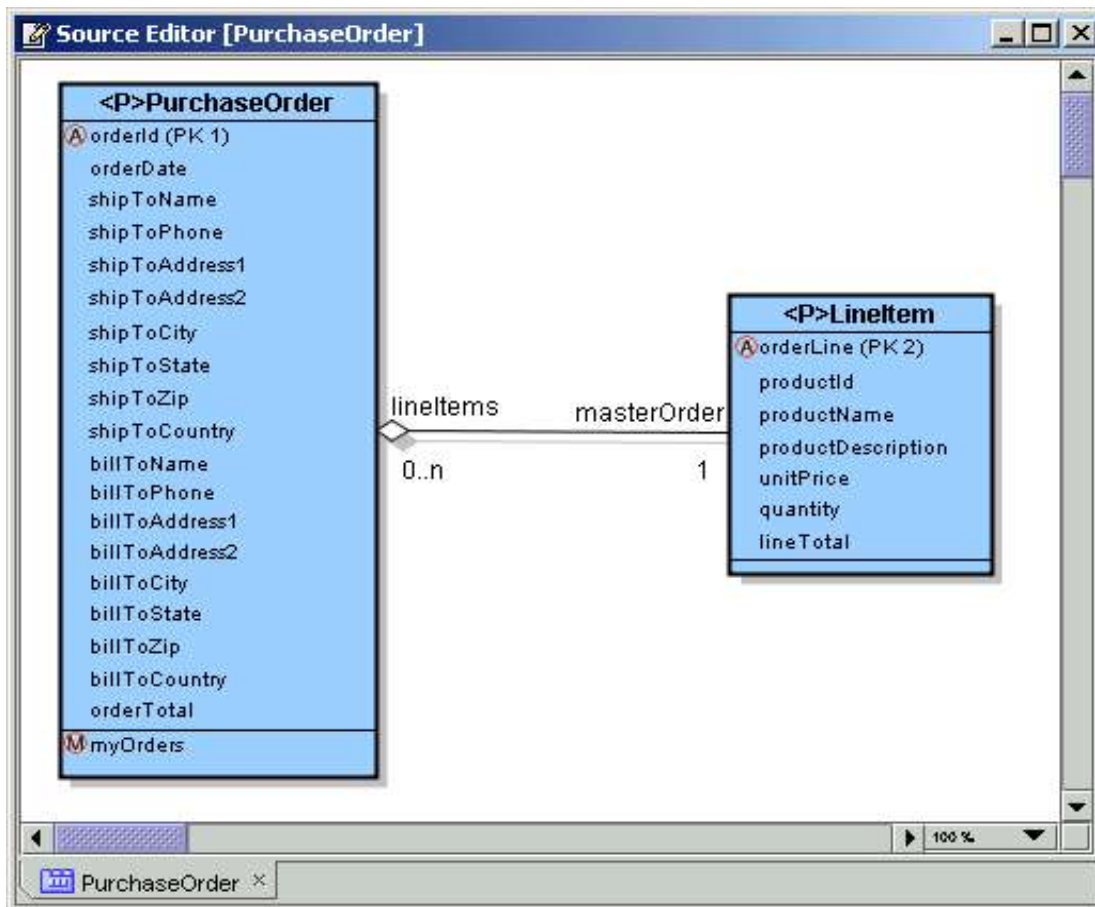 Source Editor [PurchaseOrder]
<P>PurchaseOrder
A orderId (PK 1)
orderDate
shipToName
shipToPhone
shipToAddress1
shipToAddress2
shipToCity
shipToState
shipToZip
shipToCountry
billToName
billToPhone
billToAddress1
billToAddress2
billToCity
billToState
billToZip
billToCountry
orderTotal
M myOrders
lineItems
masterOrder
0..n
1
<P>LineItem
A orderLine (PK 2)
productId
productName
productDescription
unitPrice
quantity
lineTotal
100 %
PurchaseOrder